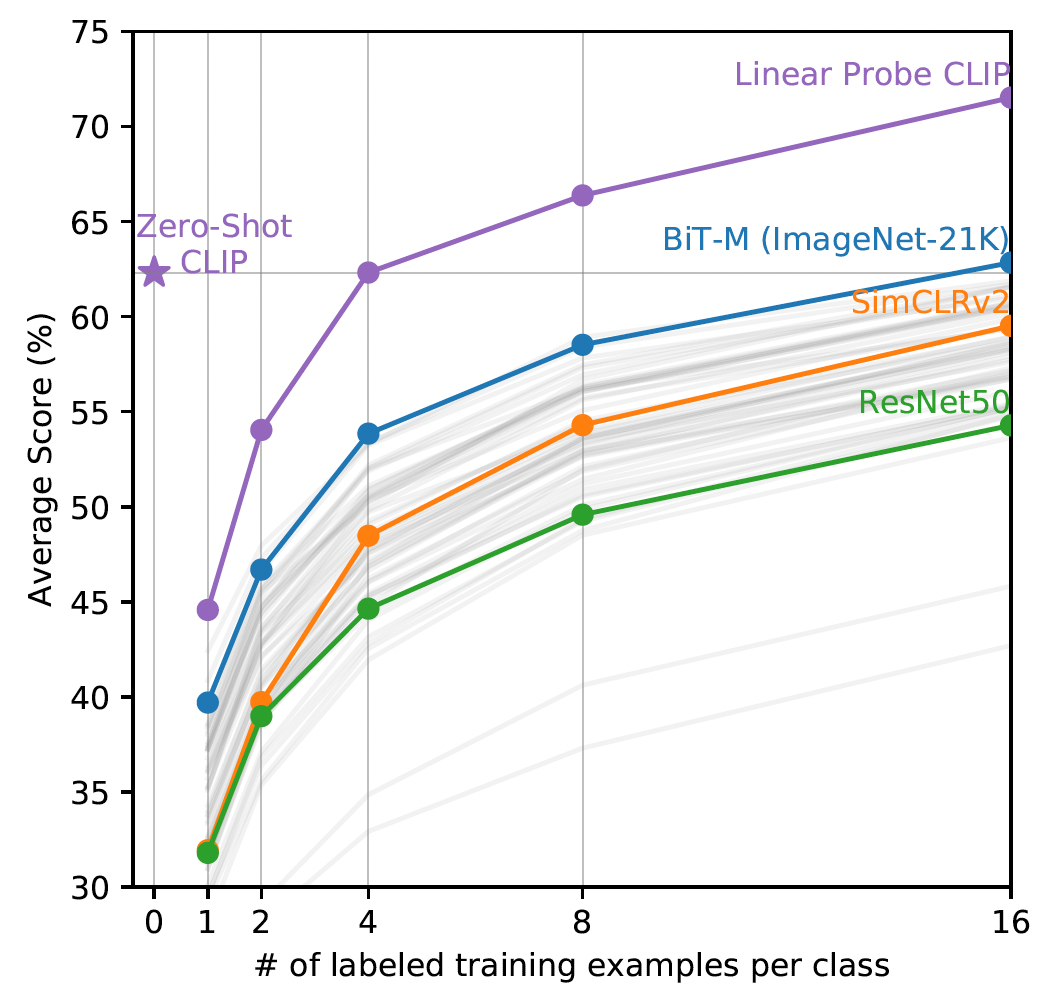 75
70
65
60
55
50
45
40
35
30
Average Score (%)
Linear Probe CLIP
Zero-Shot
CLIP
BiT-M (ImageNet-21K)
SimCLRv2
ResNet50
0 1 2 4 8 16
# of labeled training examples per class